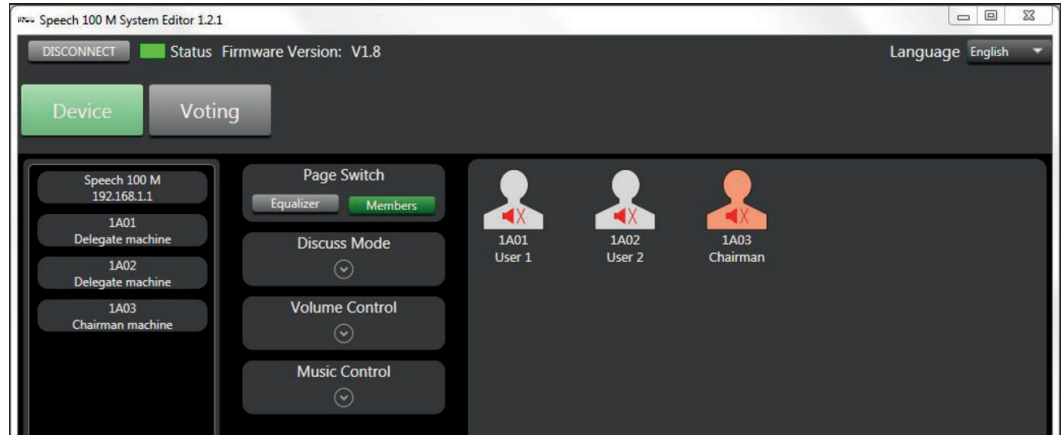 Speech 100 M System Editor 1.2.1
DISCONNECT Status Firmware Version: V1.8 Language English
Device Voting
Speech 100 M
192.168.1.1
1A01
Delegate machine
1A02
Delegate machine
1A03
Chairman machine
Page Switch
Equalizer Members
Discuss Mode
Volume Control
Music Control
1A01
User 1
1A02
User 2
1A03
Chairman